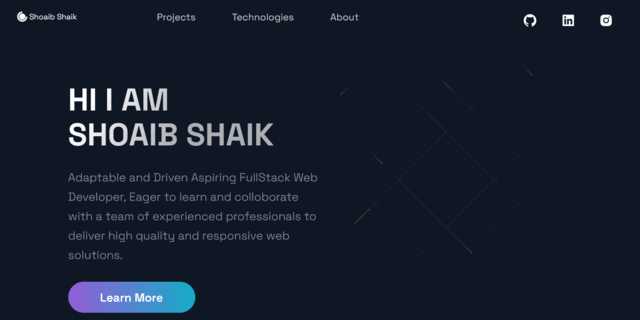 Shoaib Shaik
Projects
Technologies
About
HI I AM
SHOAIB SHAIK
Adaptable and Driven Aspiring FullStack Web
Developer, Eager to learn and colloborate
with a team of experienced professionals to
deliver high quality and responsive web
solutions.
Learn More